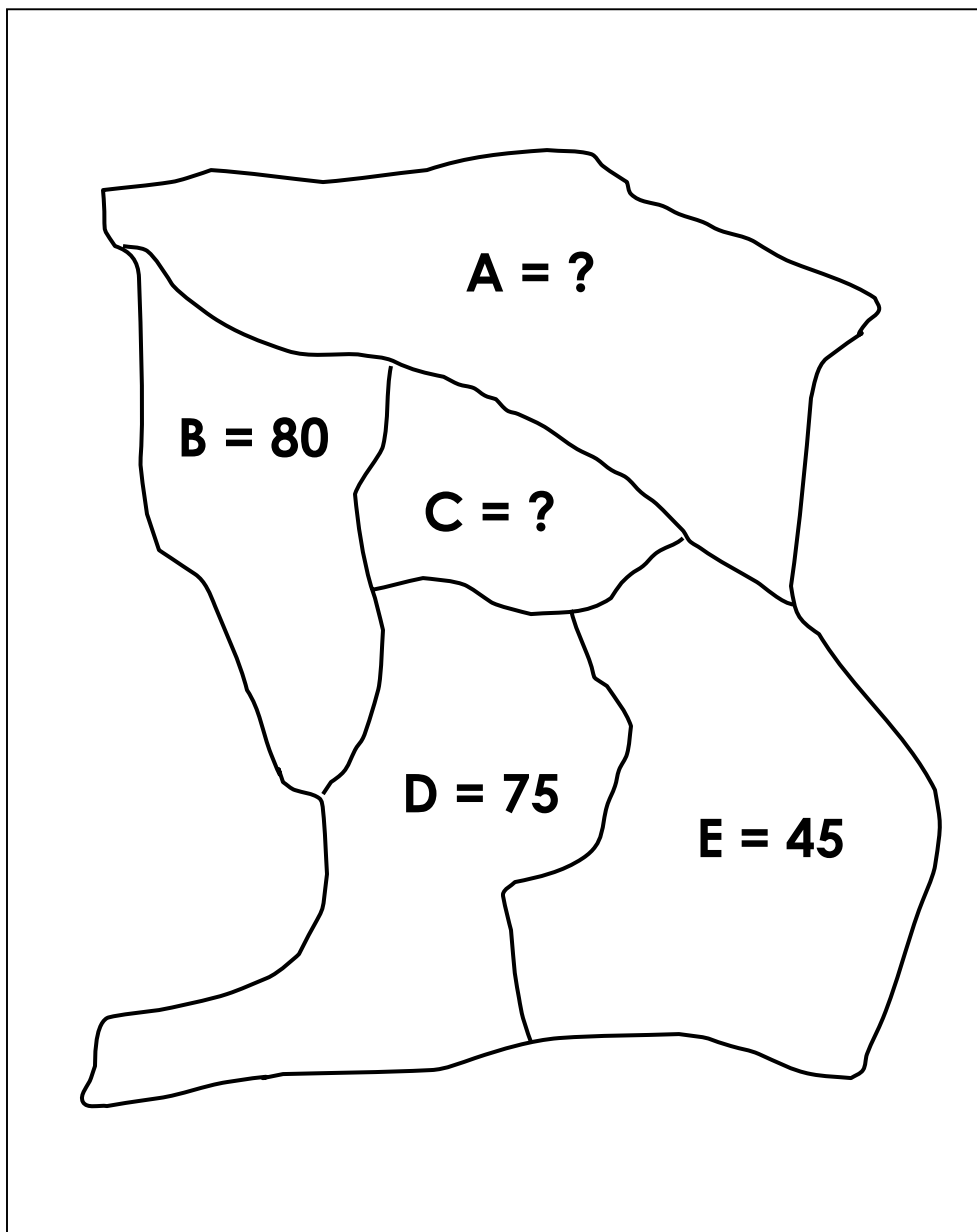 A = ?
B = 80
C = ?
D = 75
E = 45